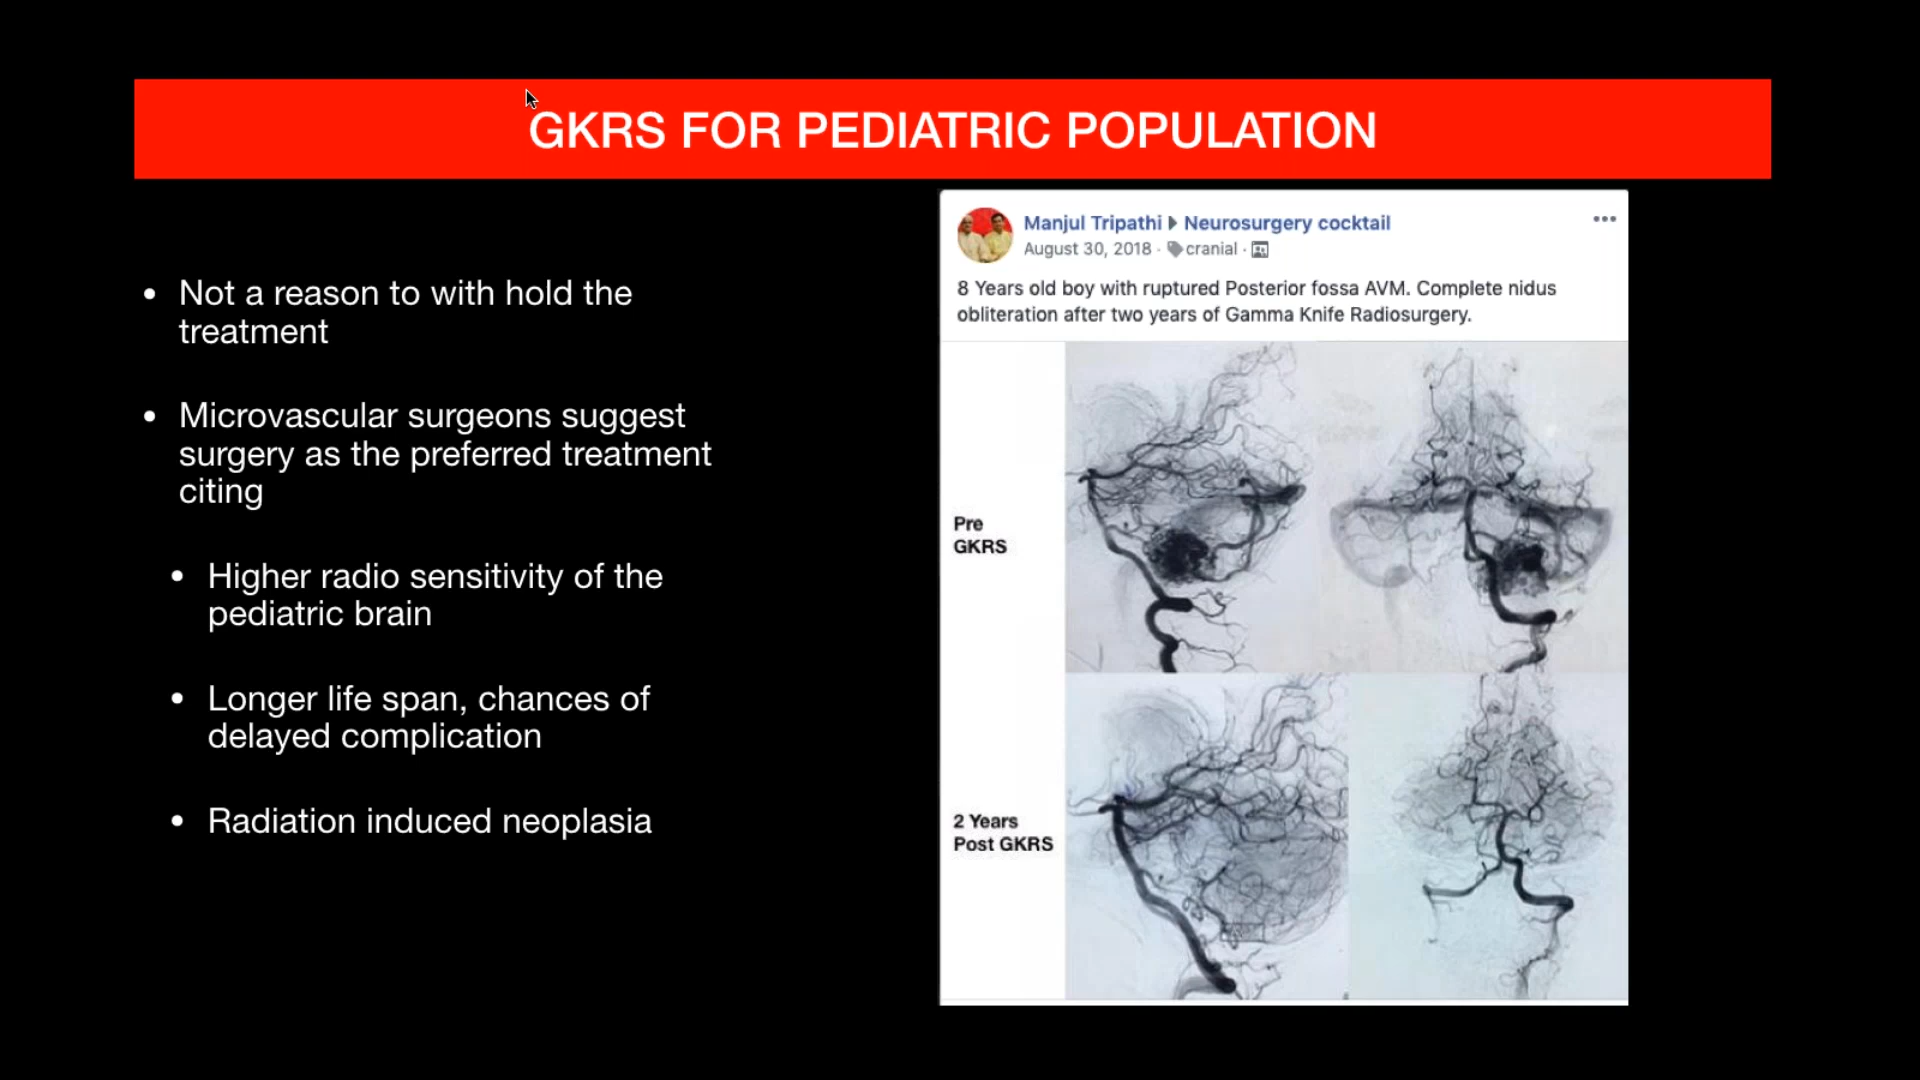 GKRS FOR PEDIATRIC POPULATION
• Not a reason to with hold the
treatment
• Microvascular surgeons suggest
surgery as the preferred treatment
citing
• Higher radio sensitivity of the
pediatric brain
• Longer life span, chances of
delayed complication
• Radiation induced neoplasia
Manjul Tripathi ▸ Neurosurgery cocktail
August 30, 2018 · cranial ·
8 Years old boy with ruptured Posterior fossa AVM. Complete nidus
obliteration after two years of Gamma Knife Radiosurgery.
Pre
GKRS
2 Years
Post GKRS